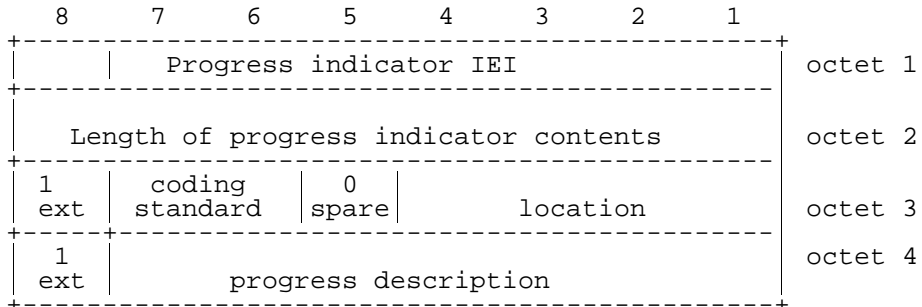 8 7 6 5 4 3 2 1
Progress indicator IEI octet 1
Length of progress indicator contents octet 2
1 coding 0
ext standard spare location octet 3
1 octet 4
ext progress description